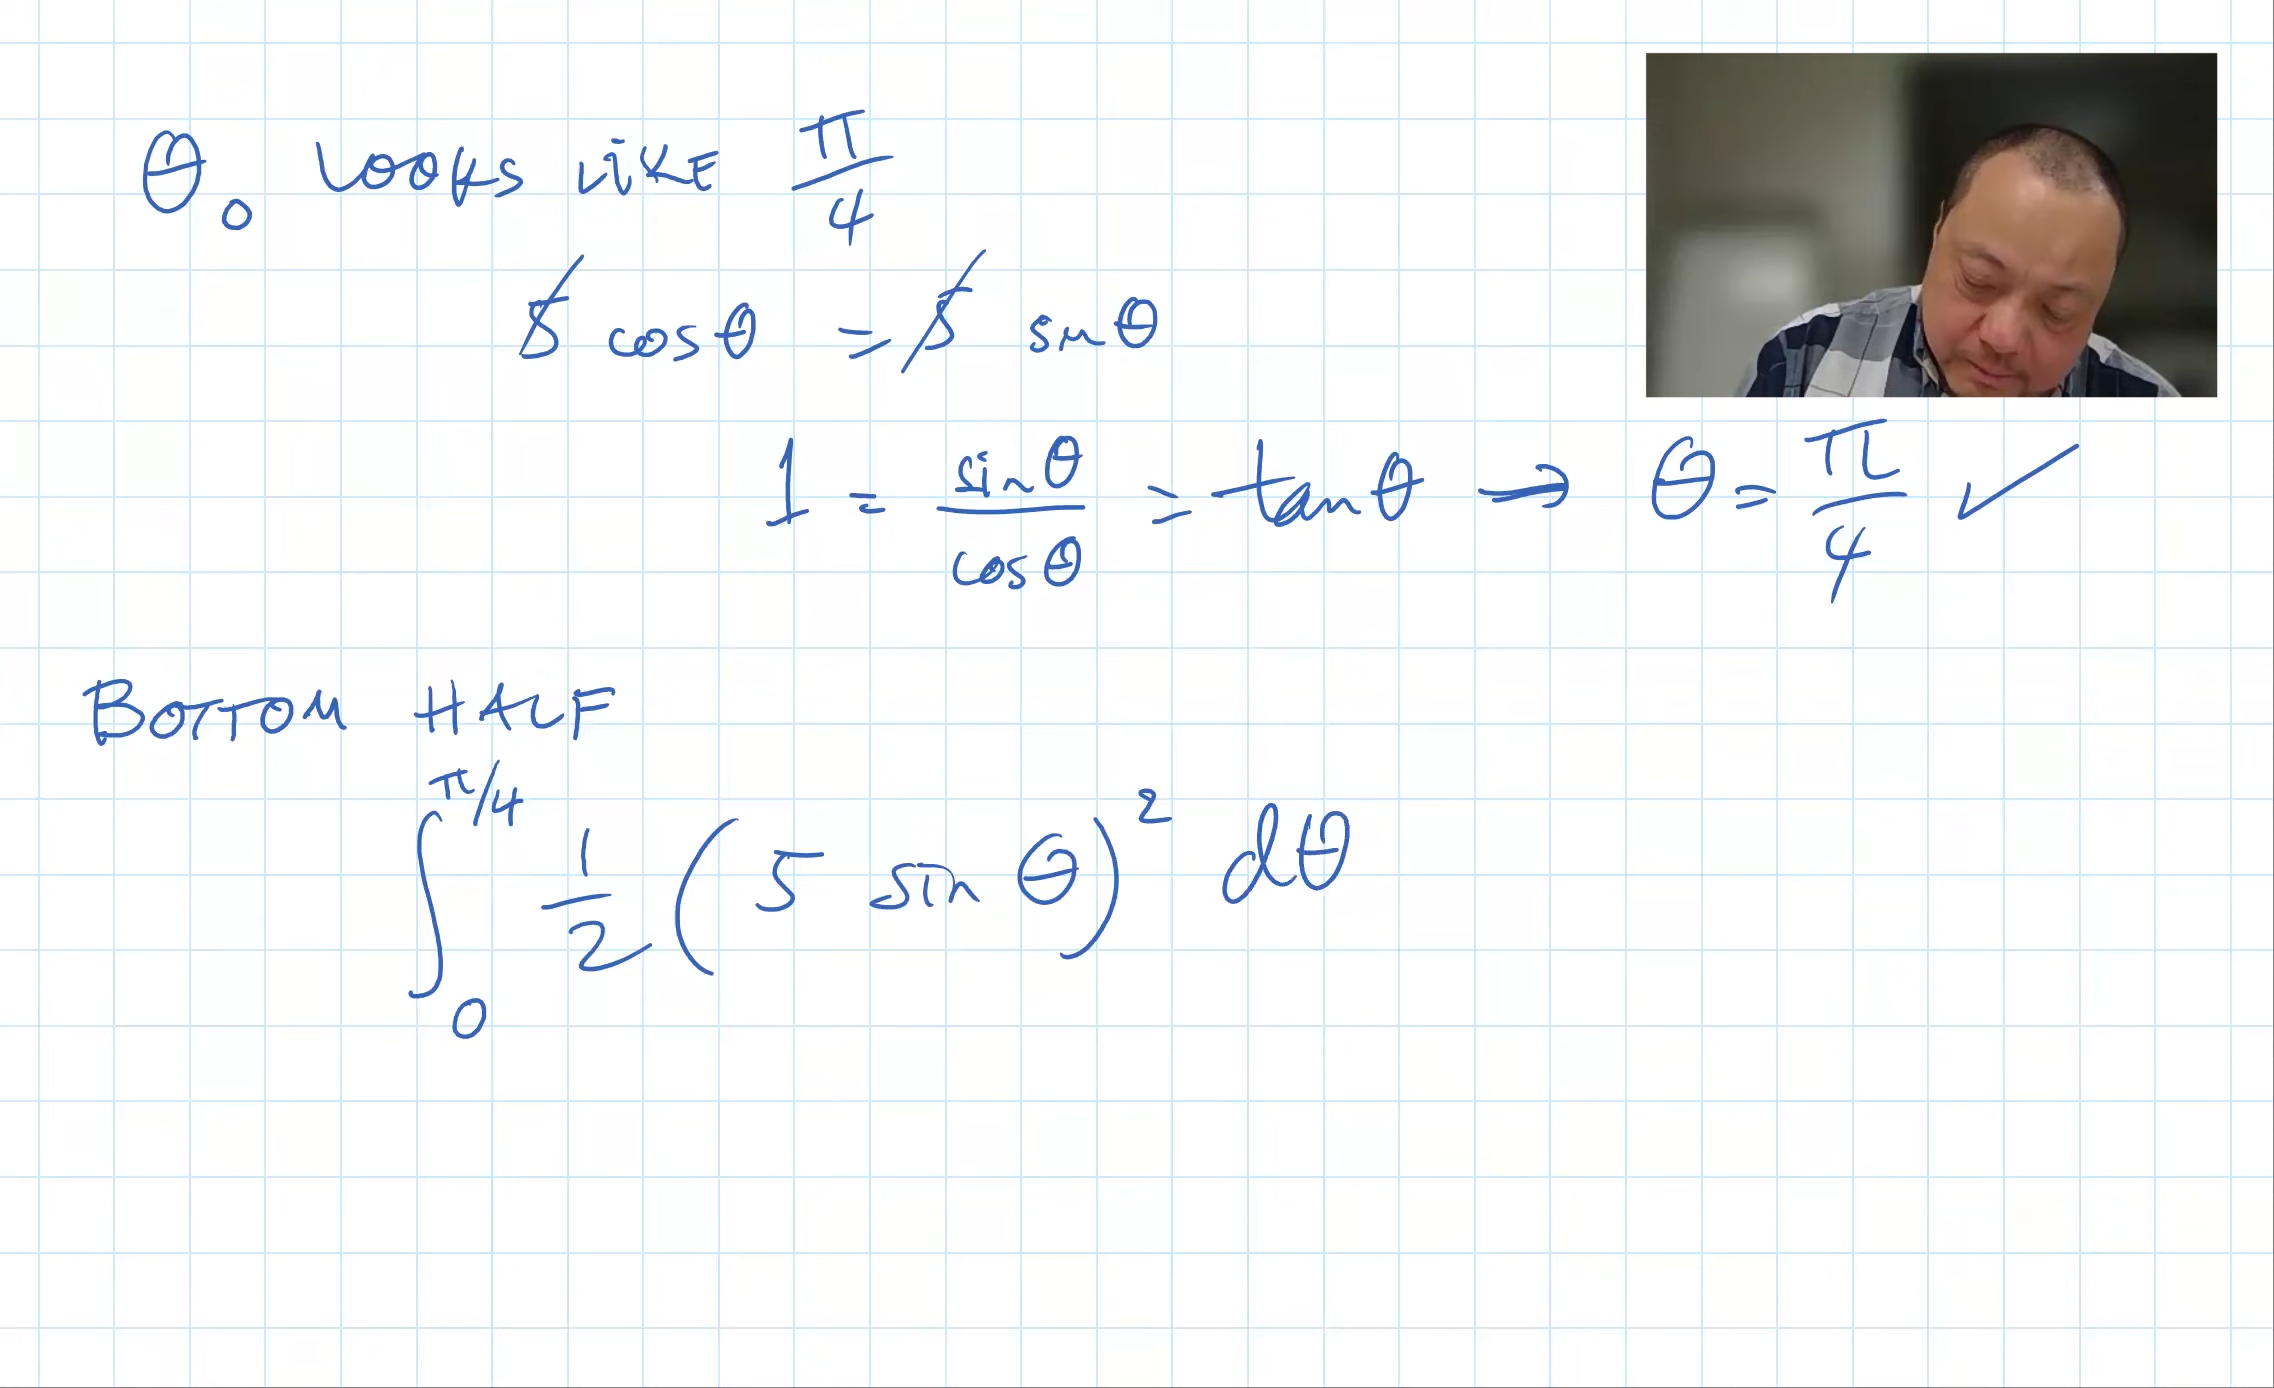 θ₀ LOOKS LIKE π/4
5 cos θ = 5 sin θ
1 = sin θ / cos θ = tan θ → θ = π/4 ✓
BOTTOM HALF
∫₀^{π/4} 1/2 (5 sin θ)² dθ